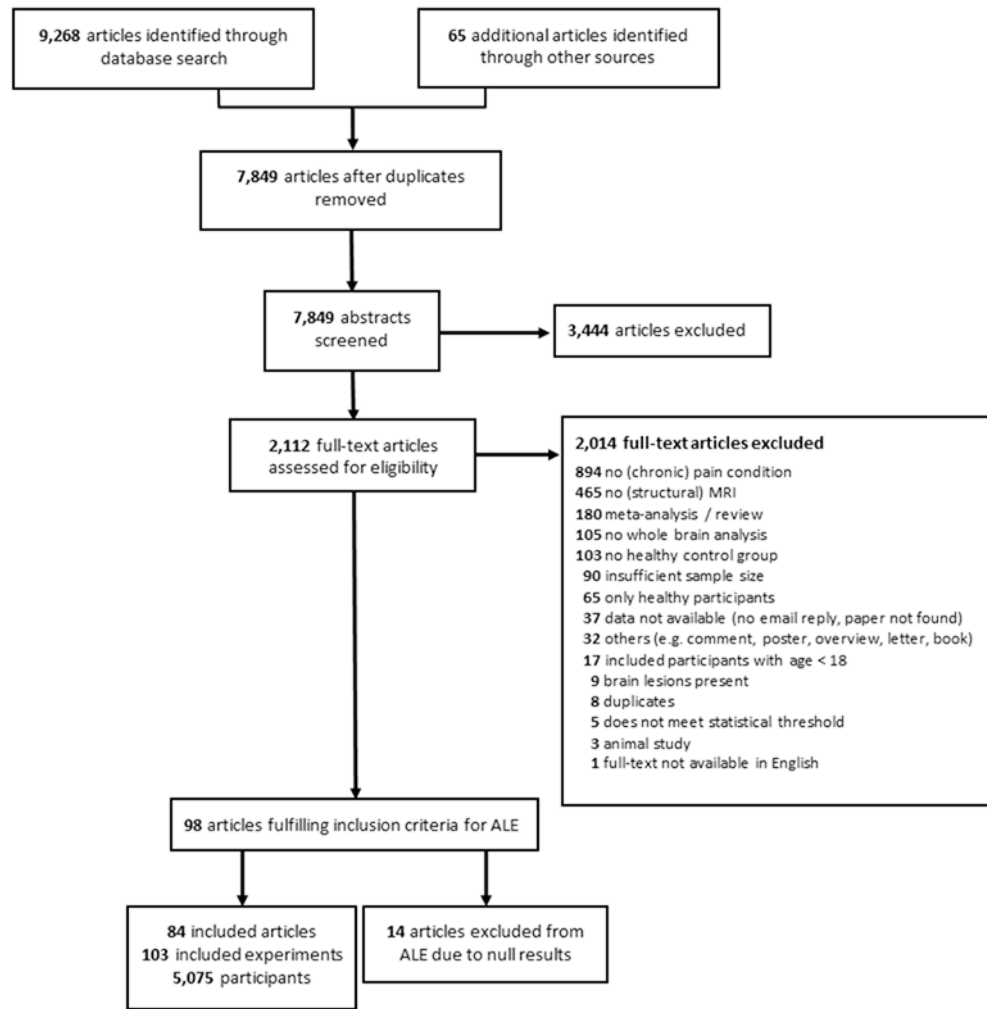 9,268 articles identified through
database search
65 additional articles identified
through other sources
7,849 articles after duplicates
removed
7,849 abstracts
screened
3,444 articles excluded
2,112 full-text articles
assessed for eligibility
2,014 full-text articles excluded
894 no (chronic) pain condition
465 no (structural) MRI
180 meta-analysis / review
105 no whole brain analysis
103 no healthy control group
90 insufficient sample size
65 only healthy participants
37 data not available (no email reply, paper not found)
32 others (e.g. comment, poster, overview, letter, book)
17 included participants with age < 18
9 brain lesions present
8 duplicates
5 does not meet statistical threshold
3 animal study
1 full-text not available in English
98 articles fulfilling inclusion criteria for ALE
84 included articles
103 included experiments
5,075 participants
14 articles excluded from
ALE due to null results